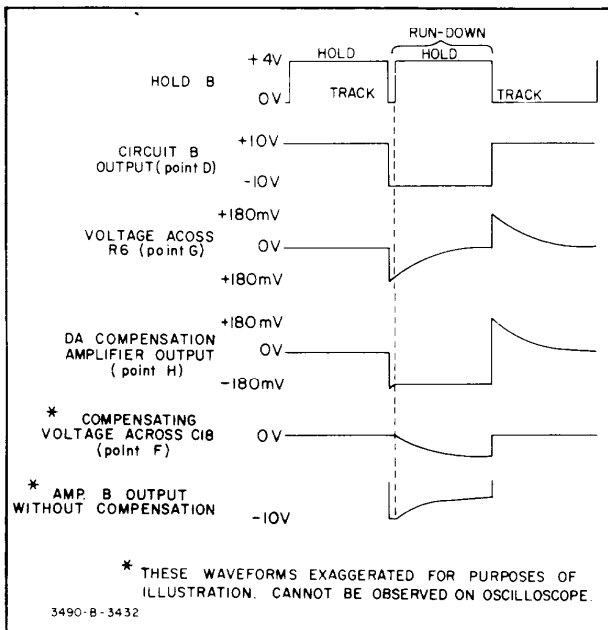 RUN-DOWN
+4V HOLD HOLD
HOLD B
0V TRACK TRACK
+10V
CIRCUIT B
OUTPUT(point D)
-10V
+180mV
VOLTAGE ACOSS
R6 (point G)
0V
+180mV
+180mV
DA COMPENSATION
AMPLIFIER OUTPUT
(point H)
0V
-180mV
* COMPENSATING
VOLTAGE ACROSS C18
(point F)
0V
* AMP. B OUTPUT
WITHOUT COMPENSATION
-10V
* THESE WAVEFORMS EXAGGERATED FOR PURPOSES OF
ILLUSTRATION. CANNOT BE OBSERVED ON OSCILLOSCOPE.
3490-B-3432